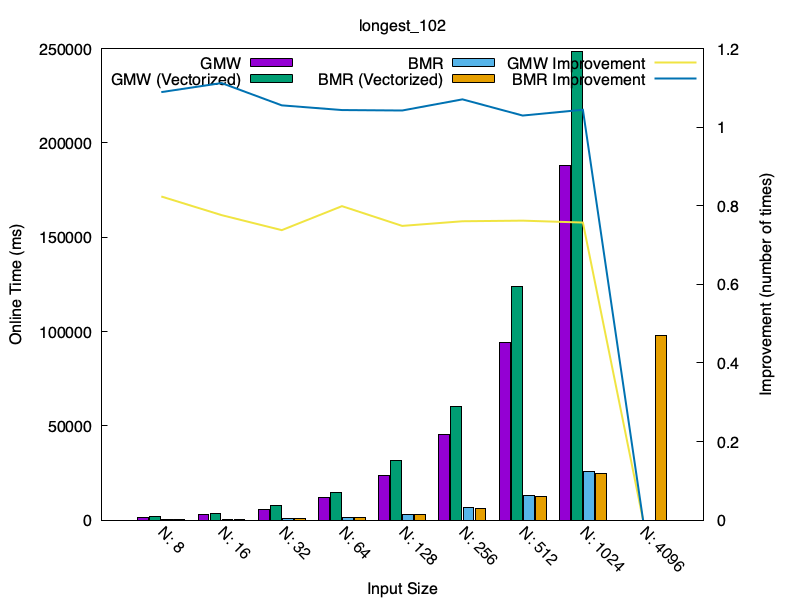 longest_102
GMW BMR GMW Improvement
GMW (Vectorized) BMR (Vectorized) BMR Improvement
250000
200000
150000
100000
50000
0
1.2
1
0.8
0.6
0.4
0.2
0
Online Time (ms)
Improvement (number of times)
N: 8 N: 16 N: 32 N: 64 N: 128 N: 256 N: 512 N: 1024 N: 4096
Input Size